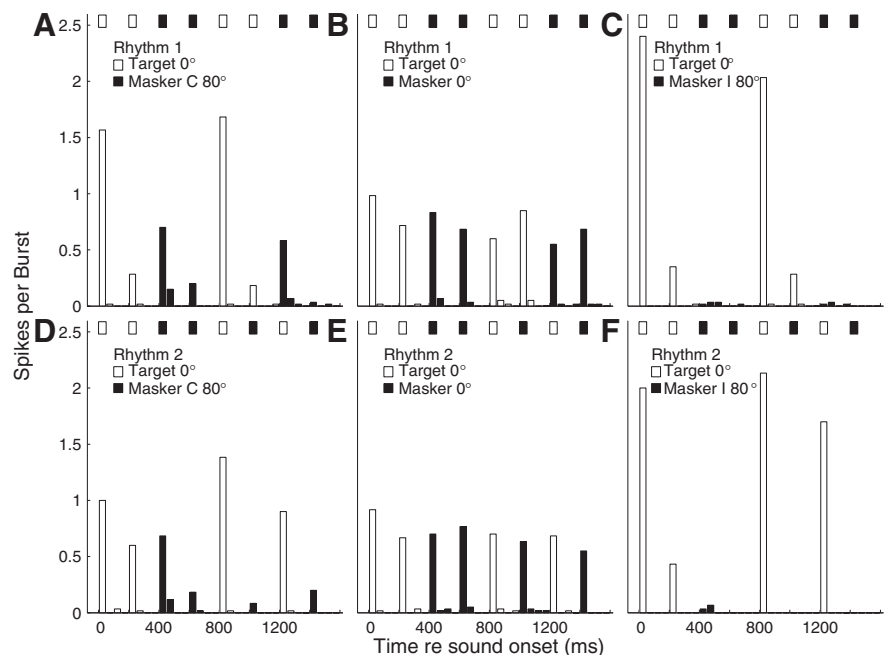 A B C
2.5
Rhythm 1
Target 0°
Masker C 80°
Rhythm 1
Target 0°
Masker 0°
Rhythm 1
Target 0°
Masker I 80°
2
1.5
1
0.5
0
Spikes per Burst
D E F
2.5
Rhythm 2
Target 0°
Masker C 80°
Rhythm 2
Target 0°
Masker 0°
Rhythm 2
Target 0°
Masker I 80°
2
1.5
1
0.5
0
0 400 800 1200 0 400 800 1200 0 400 800 1200
Time re sound onset (ms)